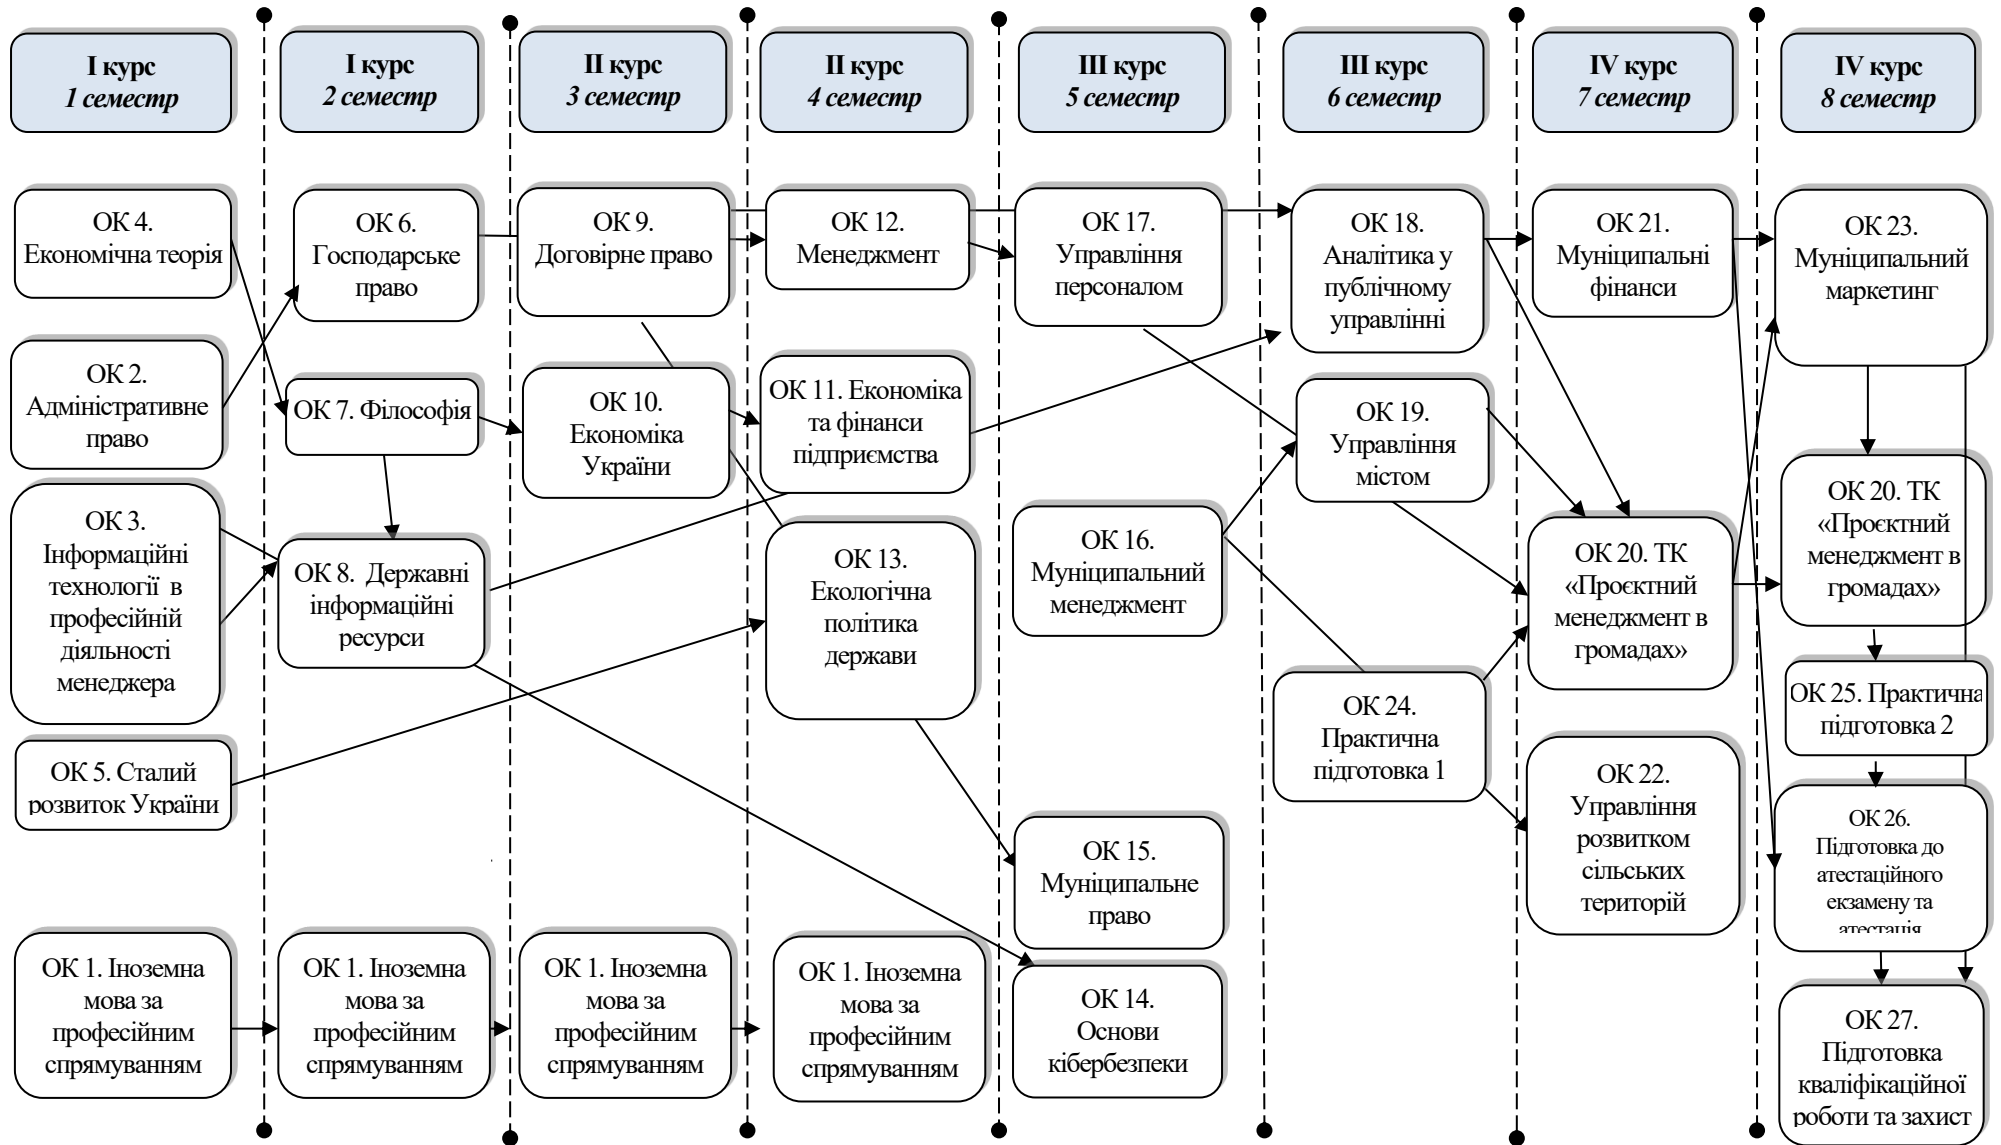 I курс
1 семестр
I курс
2 семестр
II курс
3 семестр
II курс
4 семестр
III курс
5 семестр
III курс
6 семестр
IV курс
7 семестр
IV курс
8 семестр
ОК 4.
Економічна теорія
ОК 2.
Адміністративне
право
ОК 3.
Інформаційні
технології в
професійній
діяльності
менеджера
ОК 5. Сталий
розвиток України
ОК 1. Іноземна
мова за
професійним
спрямуванням
ОК 6.
Господарське
право
ОК 7. Філософія
ОК 8. Державні
інформаційні
ресурси
ОК 1. Іноземна
мова за
професійним
спрямуванням
ОК 9.
Договірне право
ОК 10.
Економіка
України
ОК 1. Іноземна
мова за
професійним
спрямуванням
ОК 12.
Менеджмент
ОК 11. Економіка
та фінанси
підприємства
ОК 13.
Екологічна
політика
держави
ОК 1. Іноземна
мова за
професійним
спрямуванням
ОК 17.
Управління
персоналом
ОК 16.
Муніципальний
менеджмент
ОК 15.
Муніципальне
право
ОК 14.
Основи
кібербезпеки
ОК 18.
Аналітика у
публічному
управлінні
ОК 19.
Управління
містом
ОК 24.
Практична
підготовка 1
ОК 21.
Муніципальні
фінанси
ОК 20. ТК
«Проєктний
менеджмент в
громадах»
ОК 22.
Управління
розвитком
сільських
територій
ОК 23.
Муніципальний
маркетинг
ОК 20. ТК
«Проєктний
менеджмент в
громадах»
ОК 25. Практична
підготовка 2
ОК 26.
Підготовка до
атестаційного
екзамену та
атестація
ОК 27.
Підготовка
кваліфікаційної
роботи та захист